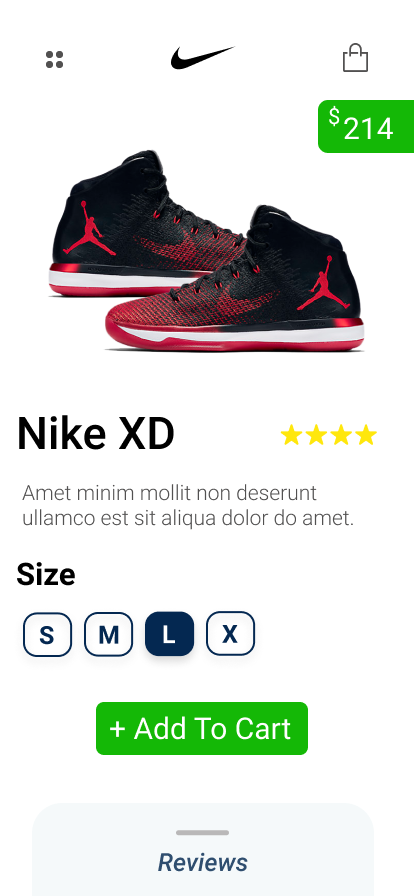 $214
Nike XD
Amet minim mollit non deserunt
ullamco est sit aliqua dolor do amet.
Size
S M L X
+ Add To Cart
Reviews